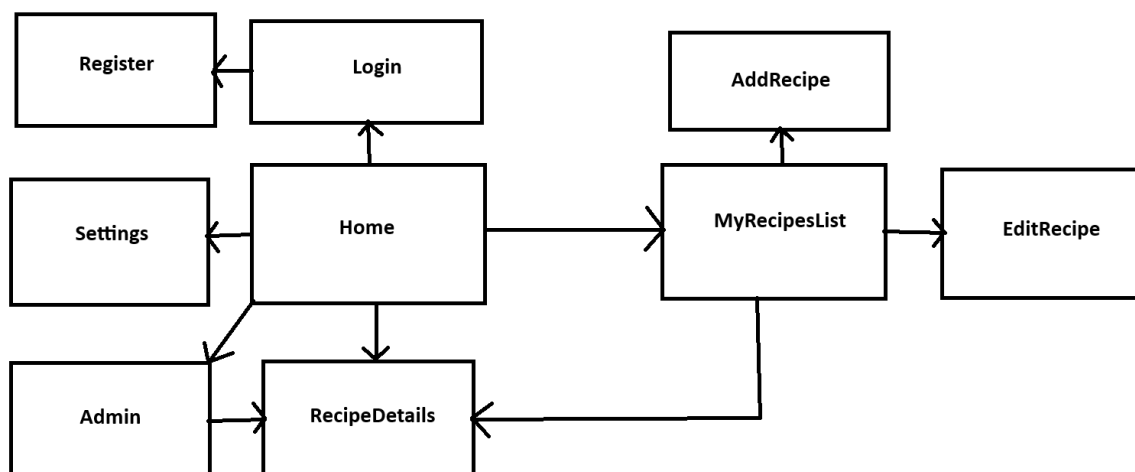 Register
Login
AddRecipe
Settings
Home
MyRecipesList
EditRecipe
Admin
RecipeDetails